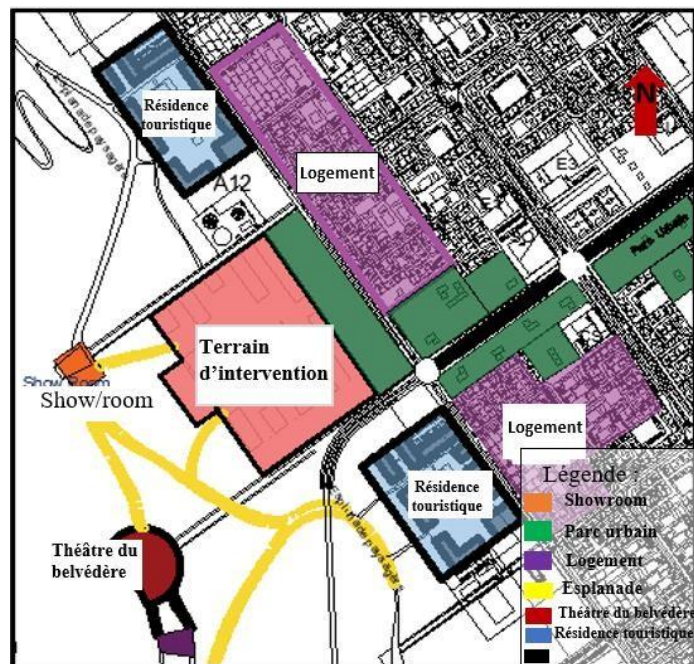 Résidence
touristique
Logement
A12
E3
N
Terrain
d’intervention
Show Room
Show/room
Logement
Résidence
touristique
Théâtre du
belvédère
Légende :
Showroom
Parc urbain
Logement
Esplanade
Théâtre du belvédère
Résidence touristique